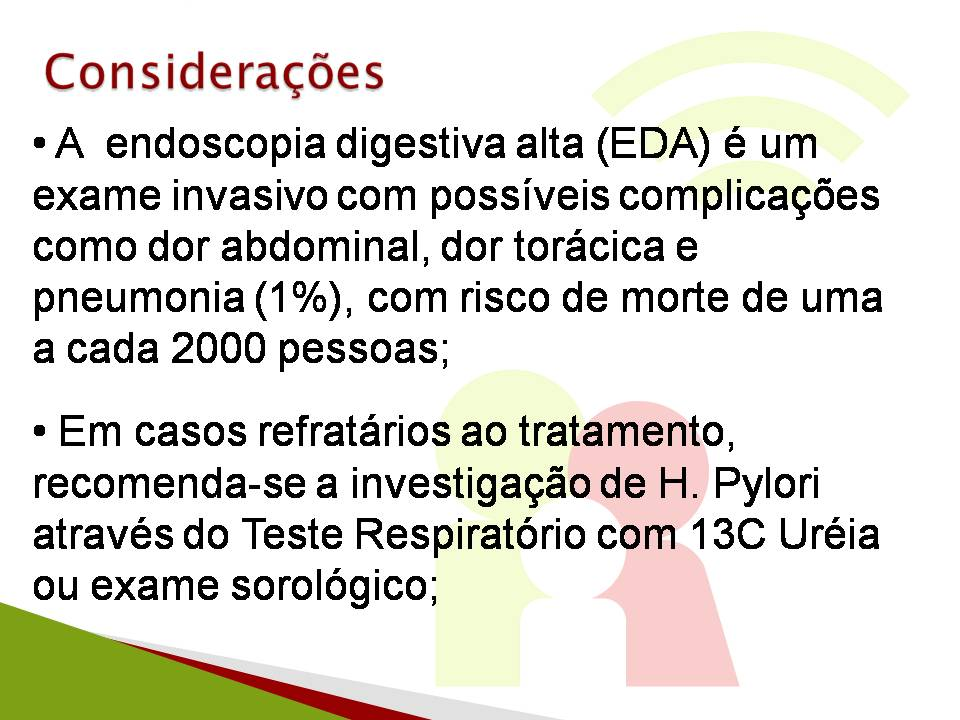 Considerações
• A  endoscopia digestiva alta (EDA) é um
exame invasivo com possíveis complicações
como dor abdominal, dor torácica e
pneumonia (1%), com risco de morte de uma
a cada 2000 pessoas;
• Em casos refratários ao tratamento,
recomenda-se a investigação de H. Pylori
através do Teste Respiratório com 13C Uréia
ou exame sorológico;